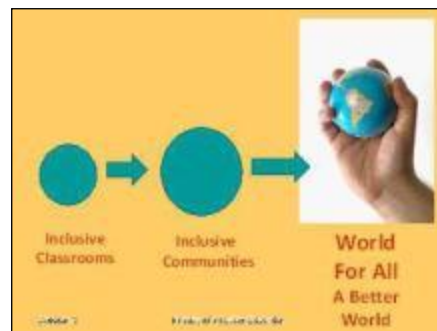 Inclusive
Classrooms
Inclusive
Communities
World
For All
A Better
World